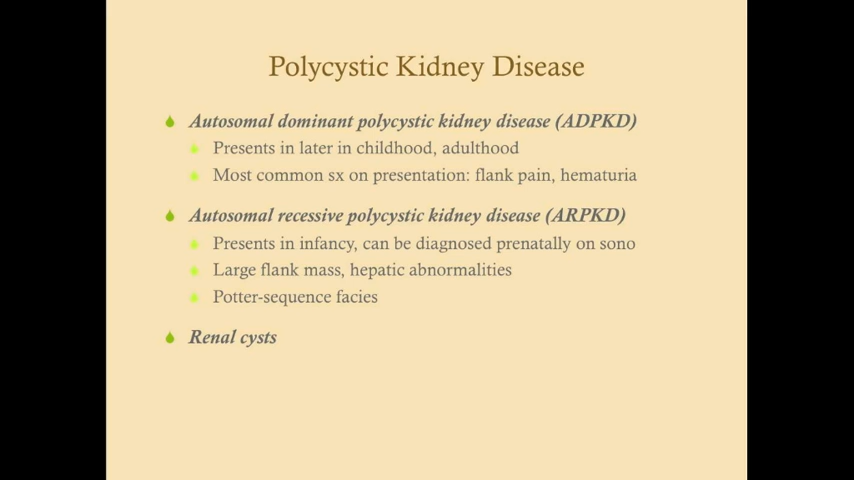 Polycystic Kidney Disease
Autosomal dominant polycystic kidney disease (ADPKD)
Presents in later in childhood, adulthood
Most common sx on presentation: flank pain, hematuria
Autosomal recessive polycystic kidney disease (ARPKD)
Presents in infancy, can be diagnosed prenatally on sono
Large flank mass, hepatic abnormalities
Potter-sequence facies
Renal cysts